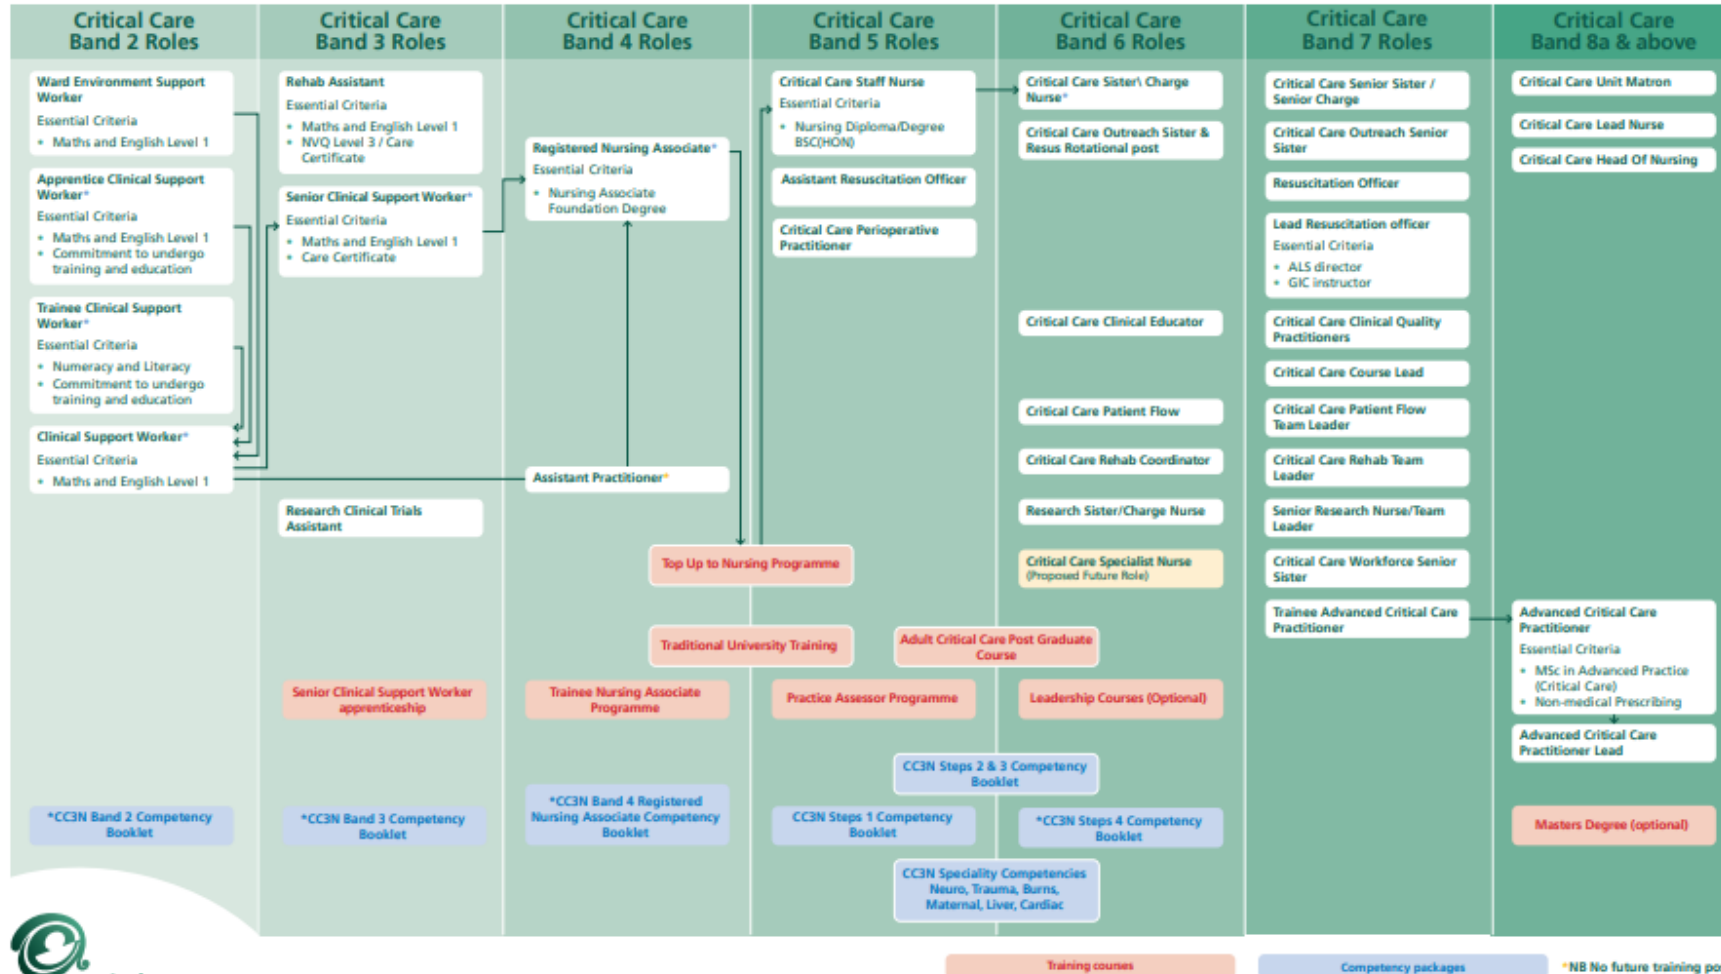 Critical Care
Band 2 Roles
Ward Environment Support
Worker
Essential Criteria
• Maths and English Level 1
Apprentice Clinical Support
Worker*
Essential Criteria
• Maths and English Level 1
• Commitment to undergo
training and education
Trainee Clinical Support
Worker*
Essential Criteria
• Numeracy and Literacy
• Commitment to undergo
training and education
Clinical Support Worker*
Essential Criteria
• Maths and English Level 1
*CC3N Band 2 Competency
Booklet
Critical Care
Band 3 Roles
Rehab Assistant
Essential Criteria
• Maths and English Level 1
• NVQ Level 3 / Care
Certificate
Senior Clinical Support Worker*
Essential Criteria
• Maths and English Level 1
• Care Certificate
Research Clinical Trials
Assistant
Senior Clinical Support Worker
apprenticeship
*CC3N Band 3 Competency
Booklet
Critical Care
Band 4 Roles
Registered Nursing Associate*
Essential Criteria
• Nursing Associate
Foundation Degree
Assistant Practitioner*
Top Up to Nursing Programme
Traditional University Training
Trainee Nursing Associate
Programme
*CC3N Band 4 Registered
Nursing Associate Competency
Booklet
Critical Care
Band 5 Roles
Critical Care Staff Nurse
Essential Criteria
• Nursing Diploma/Degree
BSC(HON)
Assistant Resuscitation Officer
Critical Care Perioperative
Practitioner
Adult Critical Care Post Graduate
Course
Practice Assessor Programme
CC3N Steps 2 & 3 Competency
Booklet
CC3N Steps 1 Competency
Booklet
CC3N Speciality Competencies
Neuro, Trauma, Burns,
Maternal, Liver, Cardiac
Critical Care
Band 6 Roles
Critical Care Sister\ Charge
Nurse*
Critical Care Outreach Sister &
Resus Rotational post
Critical Care Clinical Educator
Critical Care Patient Flow
Critical Care Rehab Coordinator
Research Sister/Charge Nurse
Critical Care Specialist Nurse
(Proposed Future Role)
Leadership Courses (Optional)
*CC3N Steps 4 Competency
Booklet
Critical Care
Band 7 Roles
Critical Care Senior Sister /
Senior Charge
Critical Care Outreach Senior
Sister
Resuscitation Officer
Lead Resuscitation officer
Essential Criteria
• ALS director
• GIC instructor
Critical Care Clinical Quality
Practitioners
Critical Care Course Lead
Critical Care Patient Flow
Team Leader
Critical Care Rehab Team
Leader
Senior Research Nurse/Team
Leader
Critical Care Workforce Senior
Sister
Trainee Advanced Critical Care
Practitioner
Critical Care
Band 8a & above
Critical Care Unit Matron
Critical Care Lead Nurse
Critical Care Head Of Nursing
Advanced Critical Care
Practitioner
Essential Criteria
• MSc in Advanced Practice
(Critical Care)
• Non-medical Prescribing
Advanced Critical Care
Practitioner Lead
Masters Degree (optional)
Training courses
Competency packages
*NB No future training